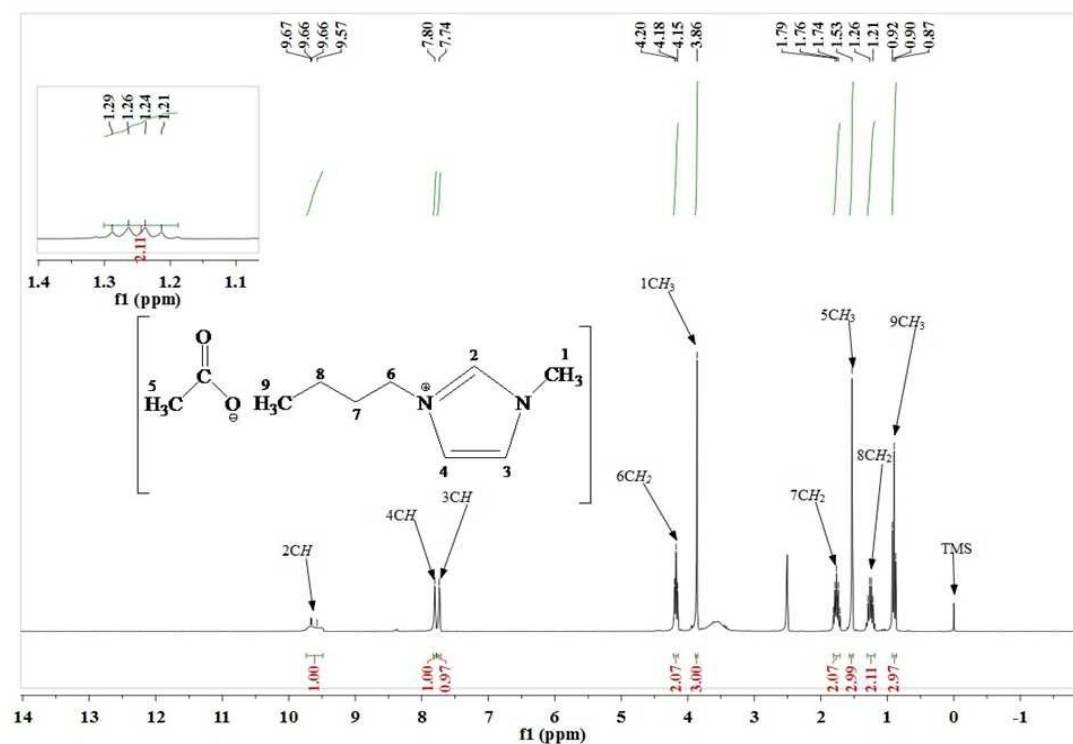 9.67 9.66 9.66 9.57 7.80 7.74 4.20 4.18 4.15 3.86 1.79 1.76 1.74 1.53 1.26 1.21 0.92 0.90 0.87
1.29 1.26 1.24 1.21
2.11
1.4 1.3 1.2 1.1
f1 (ppm)
1CH3
5CH3
9CH3
O
C
5
H3C
O
⊖
9
H3C
8
7
6
N
⊕
2
N
1
CH3
4
3
8CH2
6CH2
7CH2
3CH
4CH
2CH
TMS
1.00 1.00 0.97 2.07 3.00 2.07 2.99 2.11 2.97
14 13 12 11 10 9 8 7 6 5 4 3 2 1 0 -1
f1 (ppm)